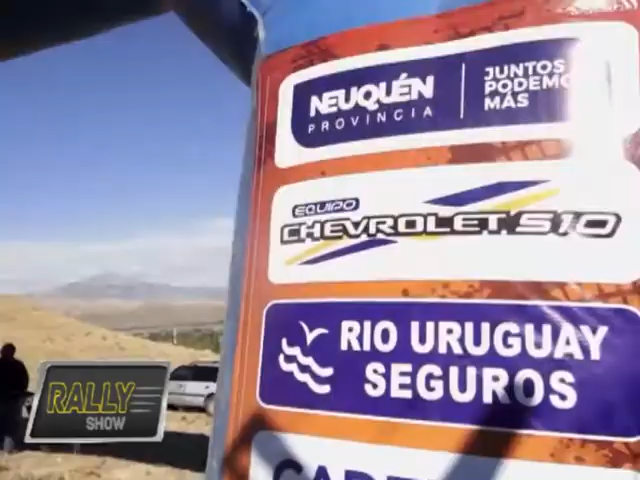 NEUQUÉN
PROVINCIA
JUNTOS
PODEMO
MÁS
EQUIPO
CHEVROLET S10
RIO URUGUAY
SEGUROS
RALLY
SHOW